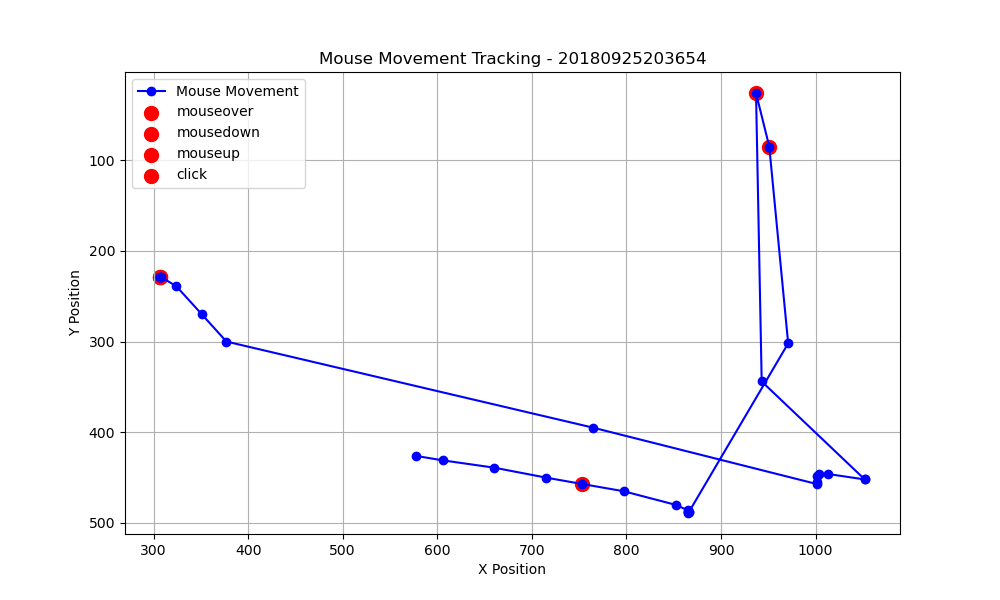 Mouse Movement Tracking - 20180925203654
Mouse Movement
mouseover
mousedown
mouseup
click
100
200
300
400
500
Y Position
300 400 500 600 700 800 900 1000
X Position